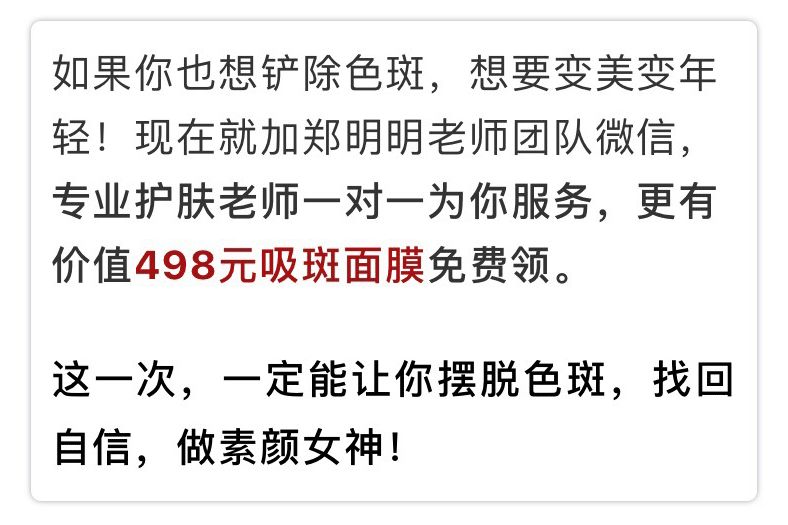 如果你也想铲除色斑，想要变美变年
轻！现在就加郑明明老师团队微信，
专业护肤老师一对一为你服务，更有
价值498元吸斑面膜免费领。
这一次，一定能让你摆脱色斑，找回
自信，做素颜女神！